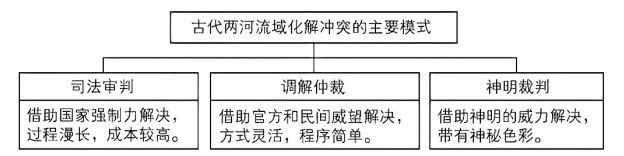 古代两河流域化解冲突的主要模式
司法审判
借助国家强制力解决，
过程漫长，成本较高。
调解仲裁
借助官方和民间威望解决，
方式灵活，程序简单。
神明裁判
借助神明的威力解决，
带有神秘色彩。